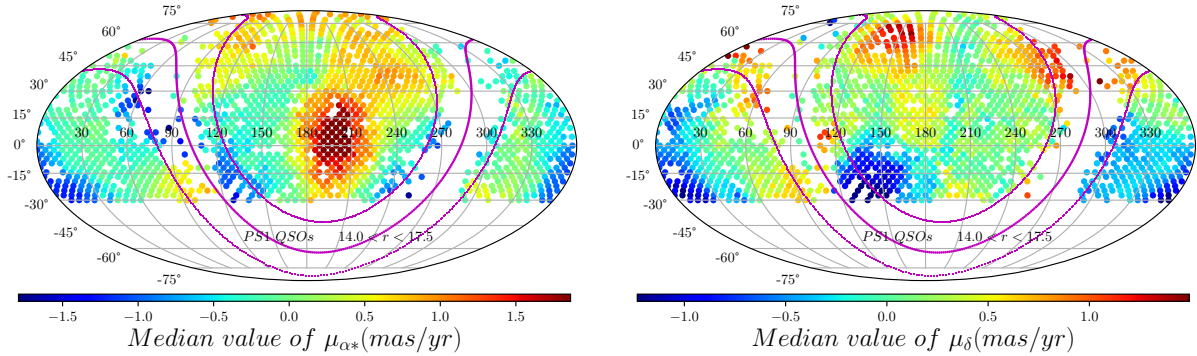 75°
60°
45°
30°
15°
0°
-15°
-30°
-45°
-60°
-75°
30 60 90 120 150 180 210 240 270 300 330
PS1 QSOs 14.0 < r < 17.5
−1.5 −1.0 −0.5 0.0 0.5 1.0 1.5
Median value of μα∗(mas/yr)
75°
60°
45°
30°
15°
0°
-15°
-30°
-45°
-60°
-75°
30 60 90 120 150 180 210 240 270 300 330
PS1 QSOs 14.0 < r < 17.5
−1.0 −0.5 0.0 0.5 1.0
Median value of μδ(mas/yr)